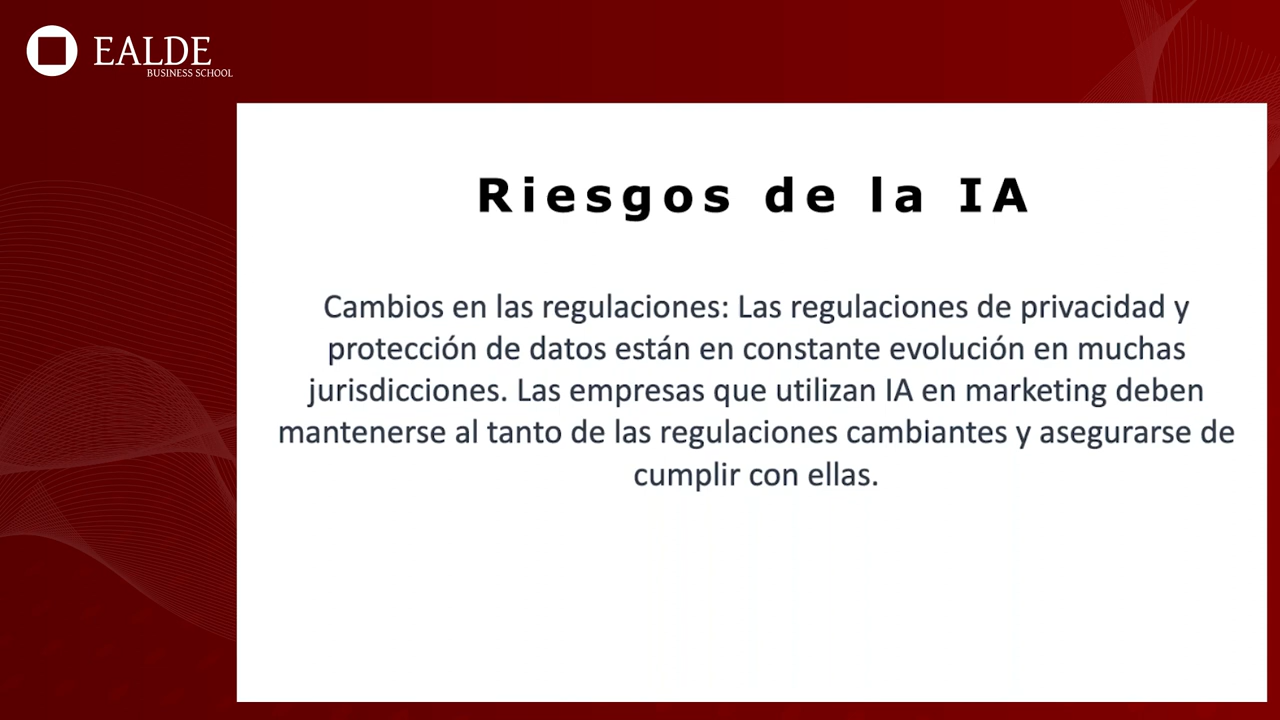 EALDE
BUSINESS SCHOOL
Riesgos de la IA
Cambios en las regulaciones: Las regulaciones de privacidad y
protección de datos están en constante evolución en muchas
jurisdicciones. Las empresas que utilizan IA en marketing deben
mantenerse al tanto de las regulaciones cambiantes y asegurarse de
cumplir con ellas.